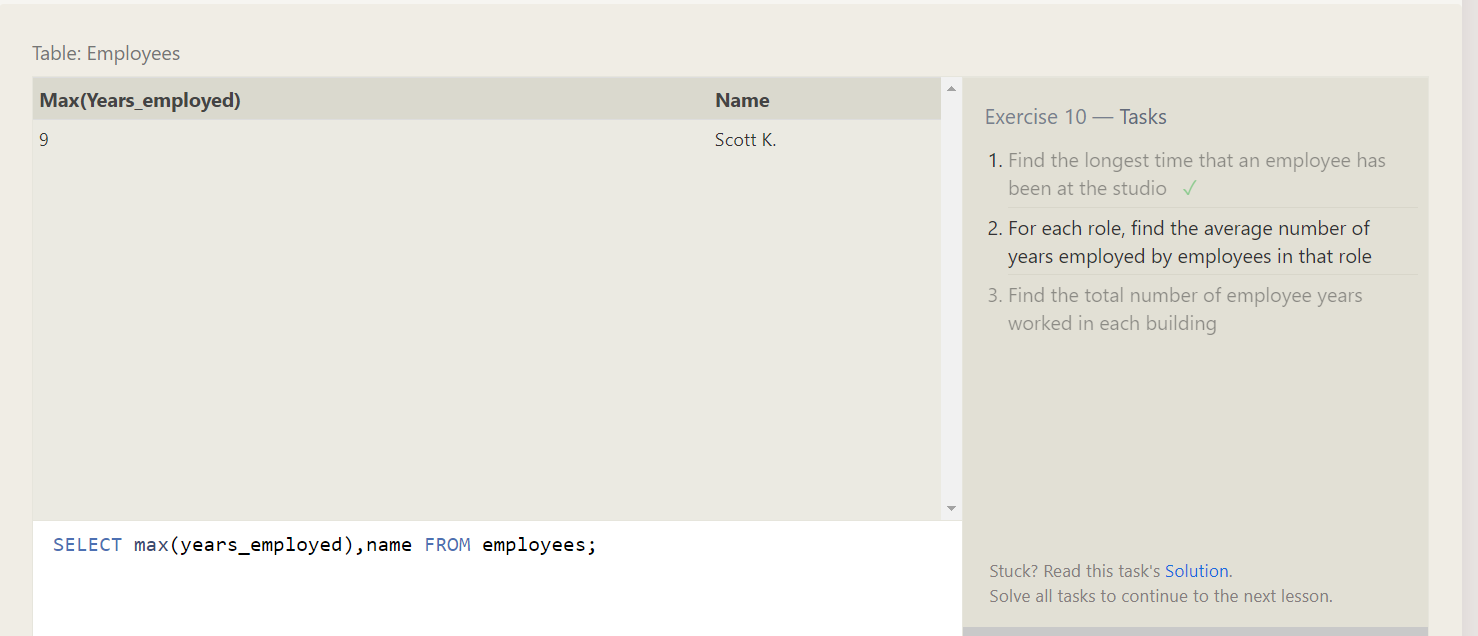 Table: Employees
Max(Years_employed) Name
9 Scott K.
SELECT max(years_employed),name FROM employees;
Exercise 10 — Tasks
1. Find the longest time that an employee has
been at the studio ✓
2. For each role, find the average number of
years employed by employees in that role
3. Find the total number of employee years
worked in each building
Stuck? Read this task's Solution.
Solve all tasks to continue to the next lesson.